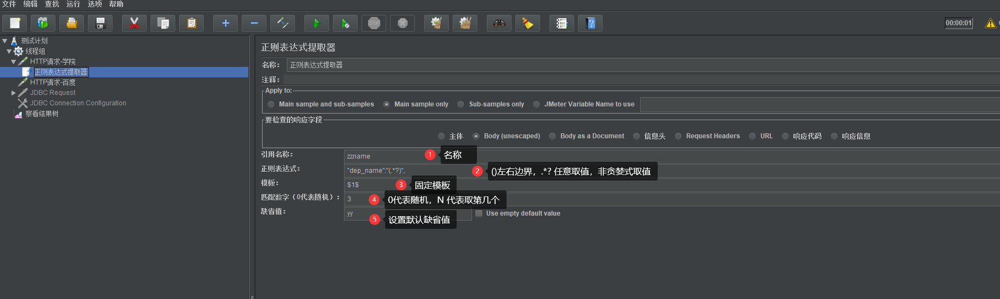 文件 编辑 查找 运行 选项 帮助
STOP
00:00:01
测试计划
线程组
HTTP请求-学院
正则表达式提取器
HTTP请求-百度
JDBC Request
JDBC Connection Configuration
察看结果树
正则表达式提取器
名称： 正则表达式提取器
注释：
Apply to:
Main sample and sub-samples Main sample only Sub-samples only JMeter Variable Name to use
要检查的响应字段
主体 Body (unescaped) Body as a Document 信息头 Request Headers URL 响应代码 响应信息
引用名称： zzname 1 名称
正则表达式： "dep_name":"(.*?)", 2 ()左右边界，.*? 任意取值，非贪婪式取值
模板： $1$ 3 固定模板
匹配数字（0代表随机）： 3 4 0代表随机，N 代表取第几个
缺省值： yy 5 设置默认缺省值 Use empty default value